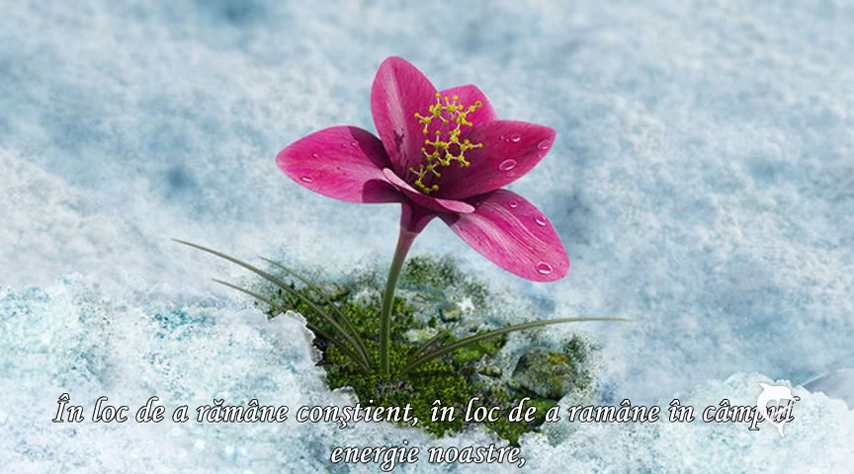 În loc de a rămâne conştient, în loc de a ramâne în câmpul
energie noastre,